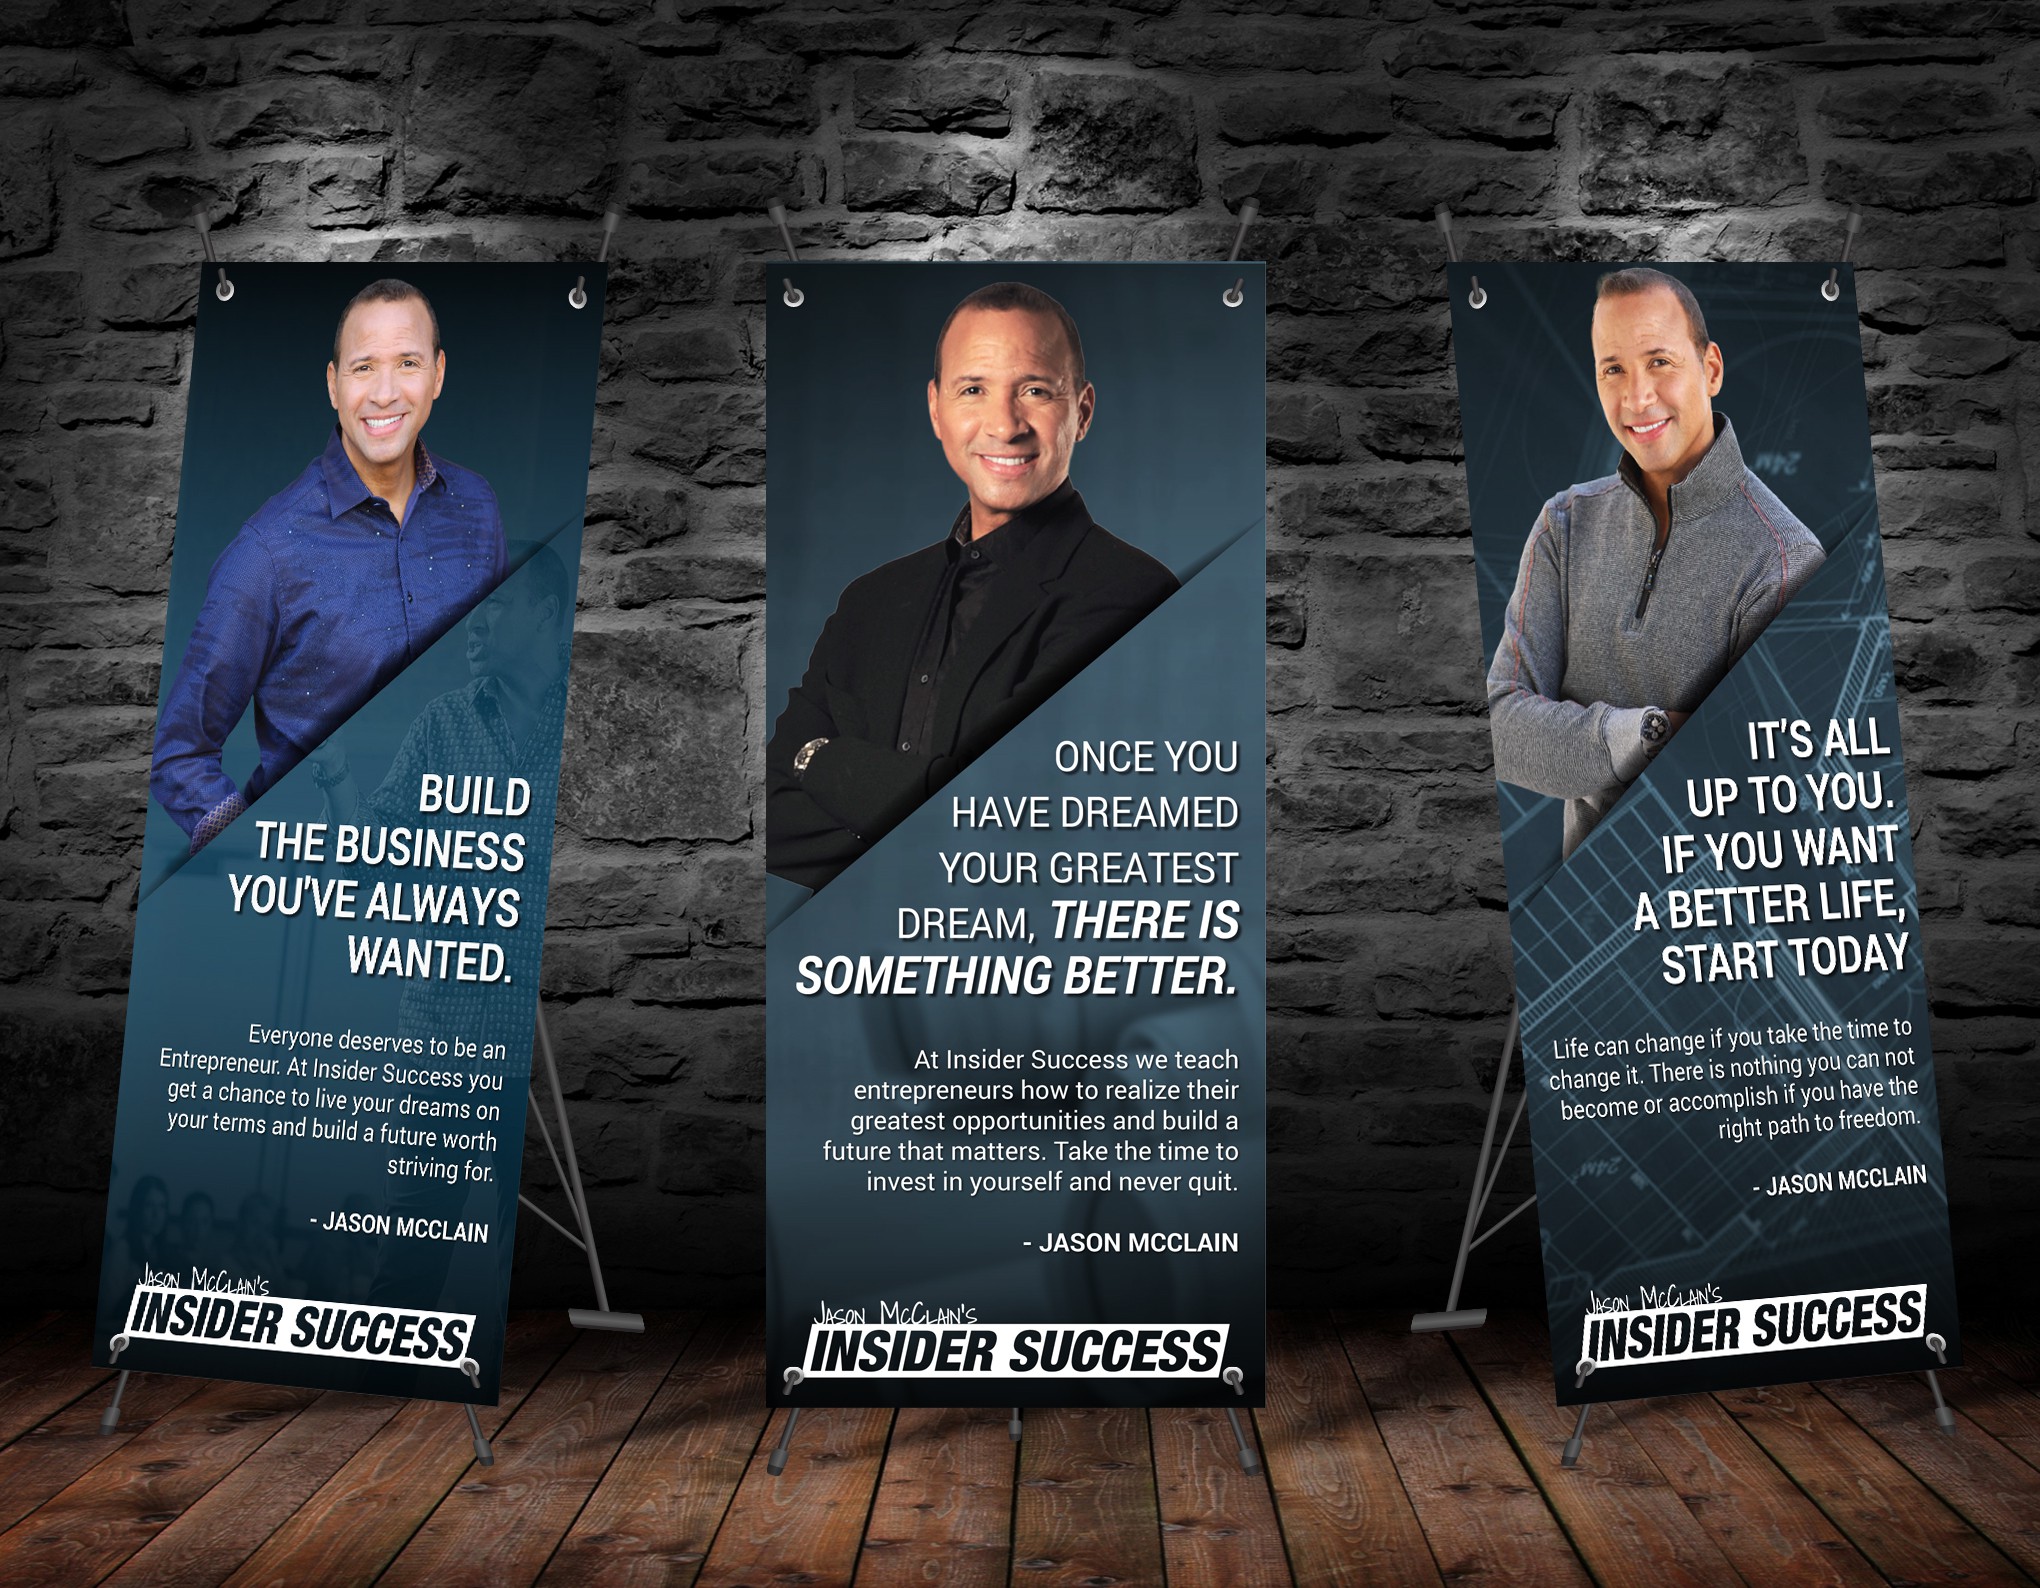 BUILD
THE BUSINESS
YOU'VE ALWAYS
WANTED.
Everyone deserves to be an
Entrepreneur. At Insider Success you
get a chance to live your dreams on
your terms and build a future worth
striving for.
- JASON MCCLAIN
JASON MCCLAIN'S
INSIDER SUCCESS
ONCE YOU
HAVE DREAMED
YOUR GREATEST
DREAM, THERE IS
SOMETHING BETTER.
At Insider Success we teach
entrepreneurs how to realize their
greatest opportunities and build a
future that matters. Take the time to
invest in yourself and never quit.
- JASON MCCLAIN
JASON MCCLAIN'S
INSIDER SUCCESS
24M
IT'S ALL
UP TO YOU.
IF YOU WANT
A BETTER LIFE,
START TODAY
Life can change if you take the time to
change it. There is nothing you can not
become or accomplish if you have the
right path to freedom.
24M
- JASON MCCLAIN
JASON MCCLAIN'S
INSIDER SUCCESS